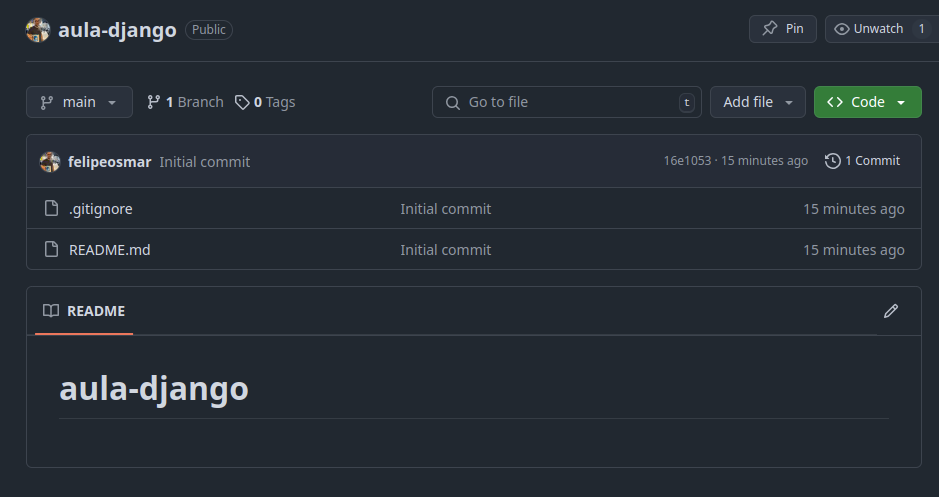 aula-django Public Pin Unwatch 1
main 1 Branch 0 Tags Go to file t Add file Code
felipeosmar Initial commit 16e1053 · 15 minutes ago 1 Commit
.gitignore Initial commit 15 minutes ago
README.md Initial commit 15 minutes ago
README
aula-django